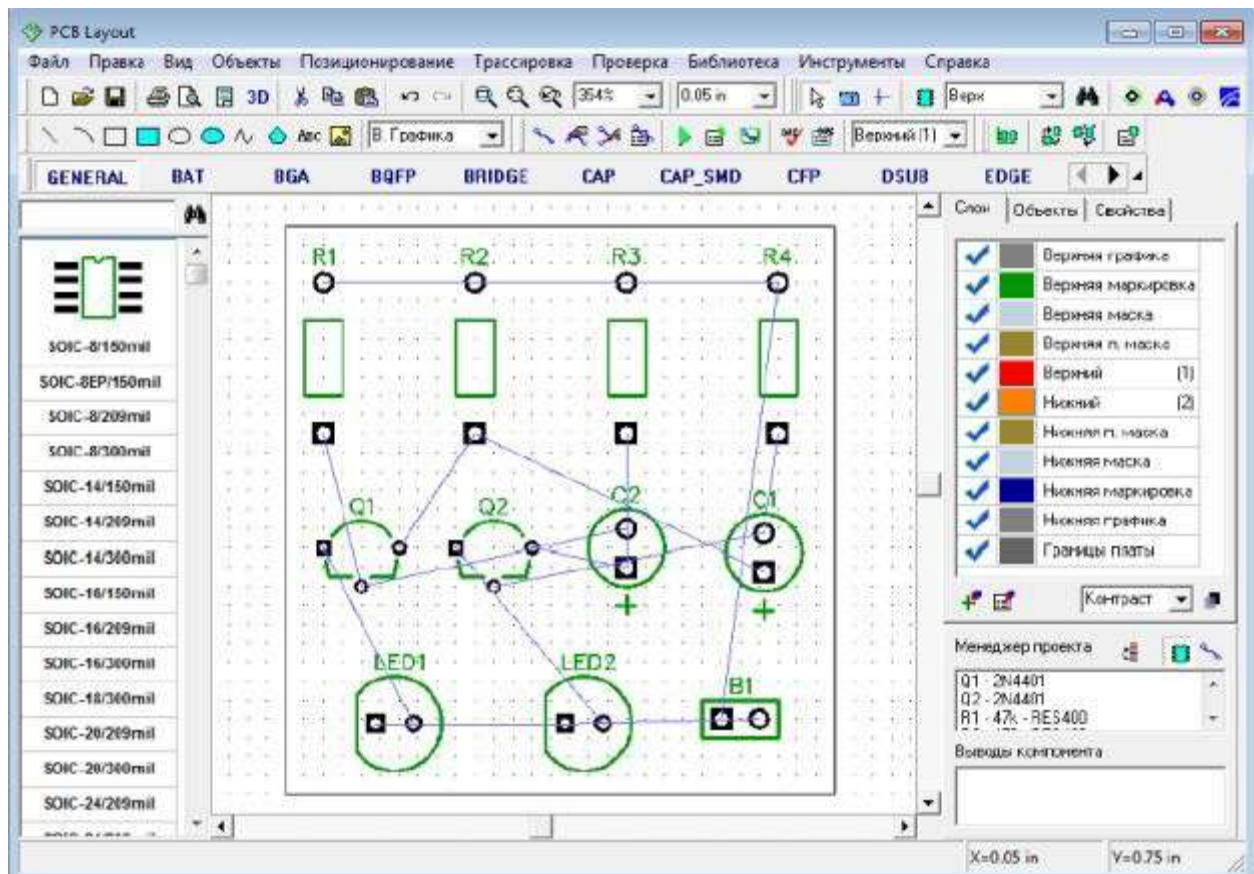 PCB Layout
Файл Правка Вид Объекты Позиционирование Трассировка Проверка Библиотека Инструменты Справка
3D 354% 0.05 in Верх
Abc В. Графика Верхний (1)
GENERAL BAT BGA BQFP BRIDGE CAP CAP_SMD CFP DSUB EDGE
Слои Объекты Свойства
SOIC-8/150mil
SOIC-8EP/150mil
SOIC-8/209mil
SOIC-8/300mil
SOIC-14/150mil
SOIC-14/209mil
SOIC-14/300mil
SOIC-16/150mil
SOIC-16/209mil
SOIC-16/300mil
SOIC-18/300mil
SOIC-20/209mil
SOIC-20/300mil
SOIC-24/209mil
R1 R2 R3 R4
Q1 Q2 C2 C1
+ +
LED1 LED2 B1
Верхняя графика
Верхняя маркировка
Верхняя маска
Верхняя п. маска
Верхний (1)
Нижний (2)
Нижняя п. маска
Нижняя маска
Нижняя маркировка
Нижняя графика
Границы платы
Контраст
Менеджер проекта
Q1 - 2N4401
Q2 - 2N4401
R1 - 47k - RES400
Выводы компонента
X=0.05 in Y=0.75 in